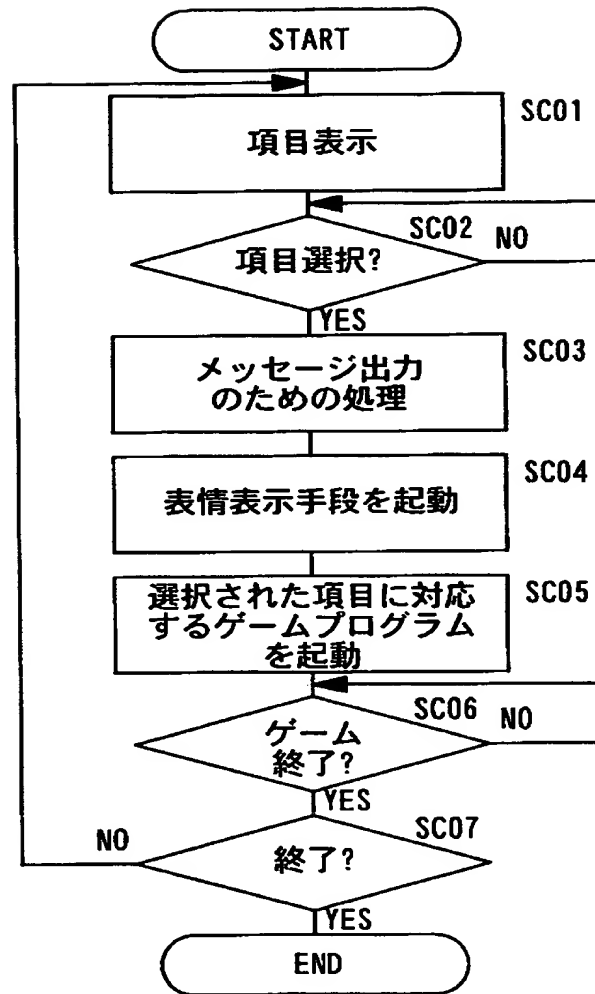 START
SC01
項目表示
SC02
項目選択?
NO
YES
SC03
メッセージ出力
のための処理
SC04
表情表示手段を起動
SC05
選択された項目に対応
するゲームプログラム
を起動
SC06
ゲーム
終了?
NO
YES
SC07
NO
終了?
YES
END